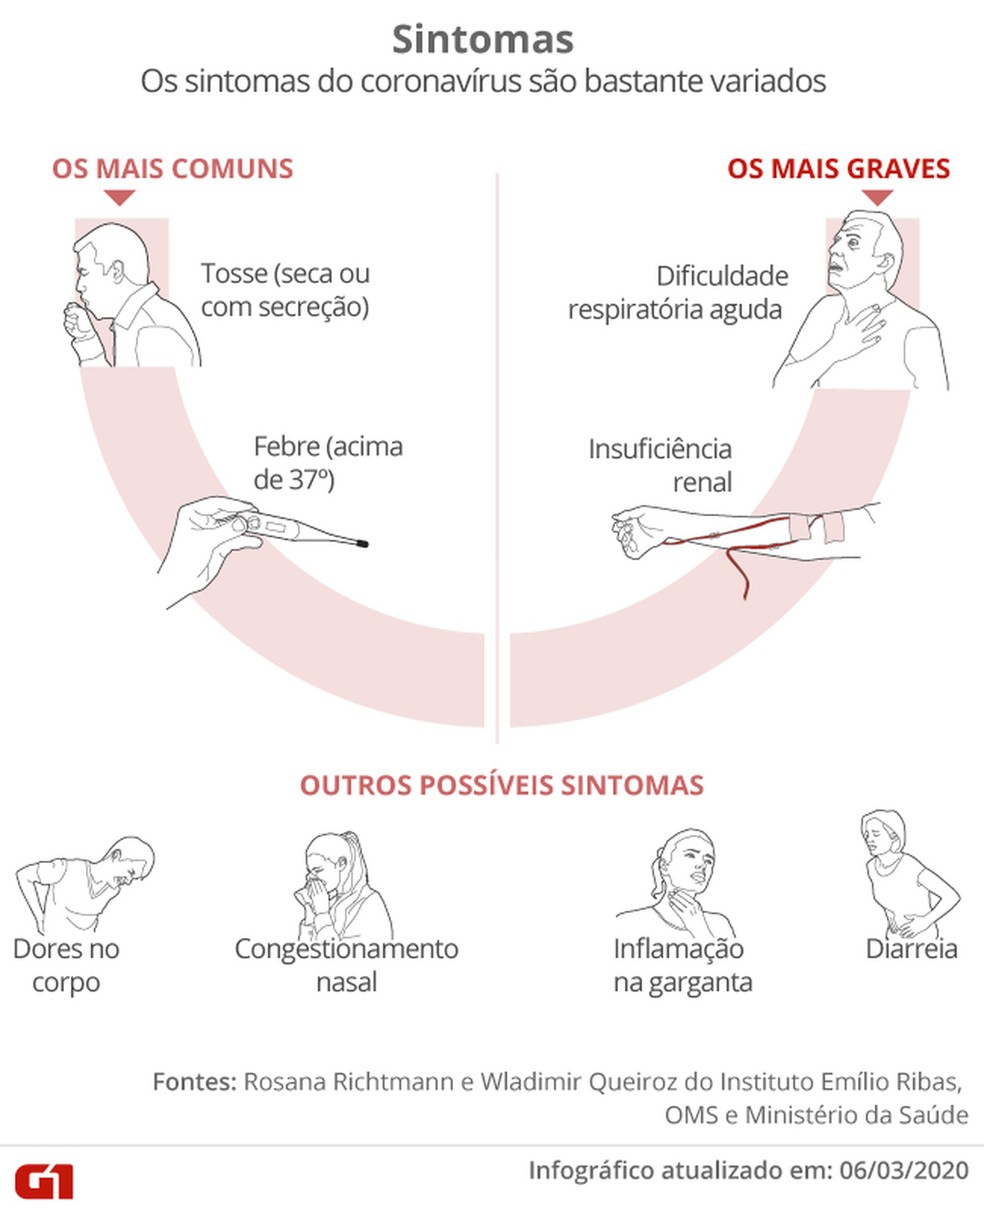 Sintomas
Os sintomas do coronavírus são bastante variados
OS MAIS COMUNS
Tosse (seca ou
com secreção)
Febre (acima
de 37º)
OS MAIS GRAVES
Dificuldade
respiratória aguda
Insuficiência
renal
OUTROS POSSÍVEIS SINTOMAS
Dores no
corpo
Congestionamento
nasal
Inflamação
na garganta
Diarreia
Fontes: Rosana Richtmann e Wladimir Queiroz do Instituto Emílio Ribas,
OMS e Ministério da Saúde
G1
Infográfico atualizado em: 06/03/2020